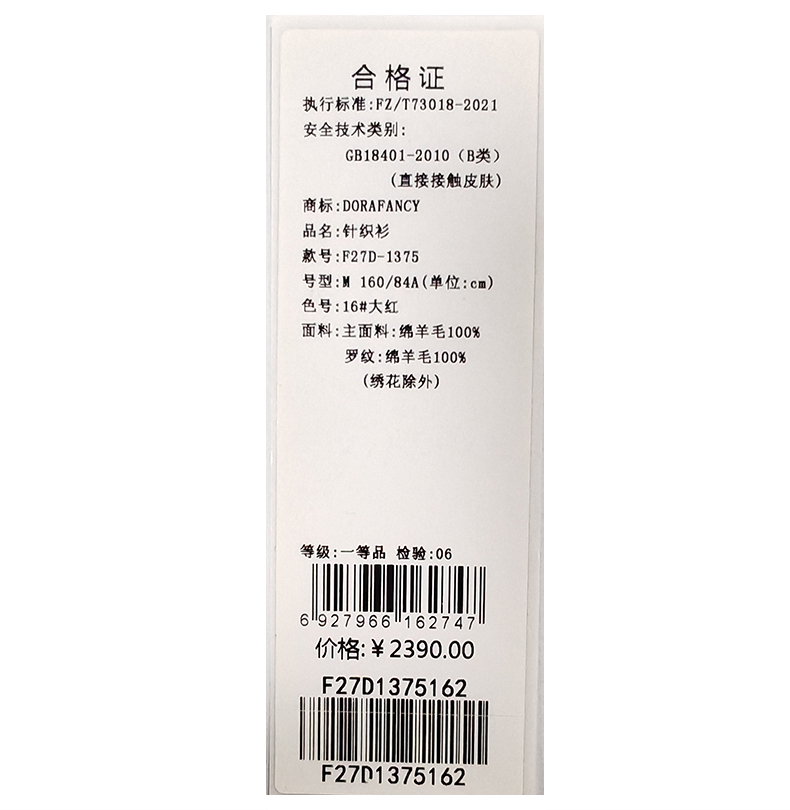 合格证
执行标准:FZ/T73018-2021
安全技术类别:
GB18401-2010（B类）
(直接接触皮肤)
商标:DORAFANCY
品名:针织衫
款号:F27D-1375
号型:M 160/84A(单位:cm)
色号:16#大红
面料:主面料:绵羊毛100%
罗纹:绵羊毛100%
(绣花除外)
等级:一等品 检验:06
6 927966 162747
价格:¥2390.00
F27D1375162
F27D1375162